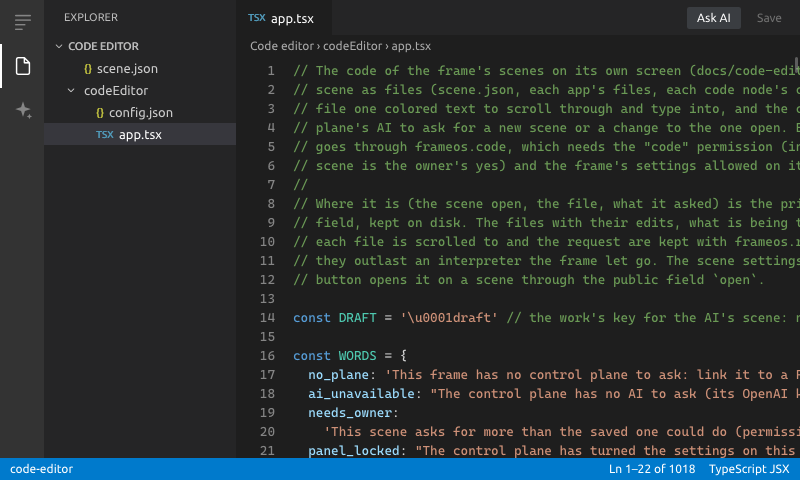 EXPLORER
CODE EDITOR
{} scene.json
codeEditor
{} config.json
TSX app.tsx
TSX app.tsx
Ask AI
Save
Code editor › codeEditor › app.tsx
1 // The code of the frame's scenes on its own screen (docs/code-edi
2 // scene as files (scene.json, each app's files, each code node's c
3 // file one colored text to scroll through and type into, and the c
4 // plane's AI to ask for a new scene or a change to the one open. E
5 // goes through frameos.code, which needs the "code" permission (in
6 // scene is the owner's yes) and the frame's settings allowed on it
7 //
8 // Where it is (the scene open, the file, what it asked) is the pri
9 // field, kept on disk. The files with their edits, what is being t
10 // each file is scrolled to and the request are kept with frameos.r
11 // they outlast an interpreter the frame let go. The scene settings
12 // button opens it on a scene through the public field `open`.
13
14 const DRAFT = '\u0001draft' // the work's key for the AI's scene: n
15
16 const WORDS = {
17 no_plane: 'This frame has no control plane to ask: link it to a F
18 ai_unavailable: "The control plane has no AI to ask (its OpenAI k
19 needs_owner:
20 'This scene asks for more than the saved one could do (permissi
21 panel_locked: "The control plane has turned the settings on this
code-editor
Ln 1–22 of 1018
TypeScript JSX